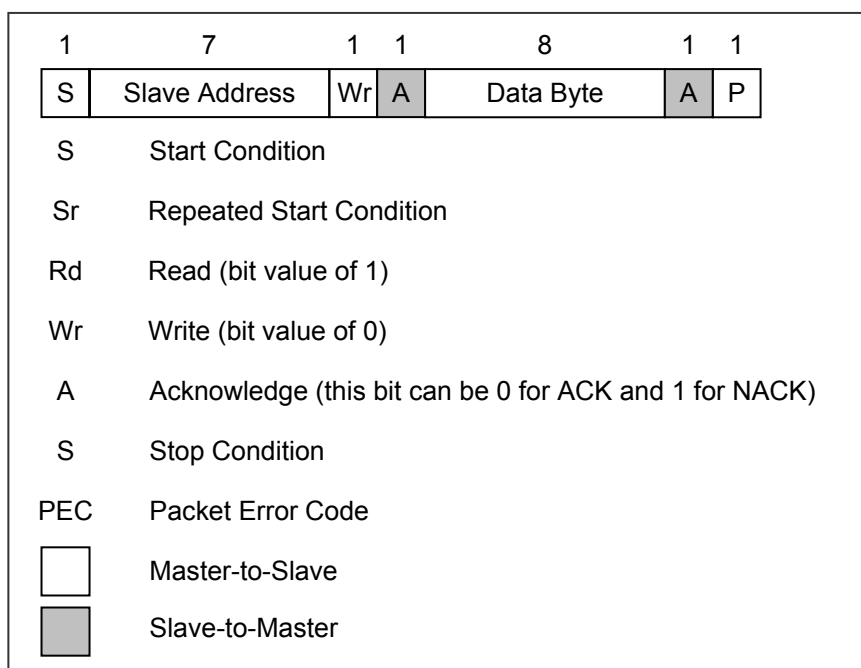 1 7 1 1 8 1 1
S Slave Address Wr A Data Byte A P
S Start Condition
Sr Repeated Start Condition
Rd Read (bit value of 1)
Wr Write (bit value of 0)
A Acknowledge (this bit can be 0 for ACK and 1 for NACK)
S Stop Condition
PEC Packet Error Code
Master-to-Slave
Slave-to-Master